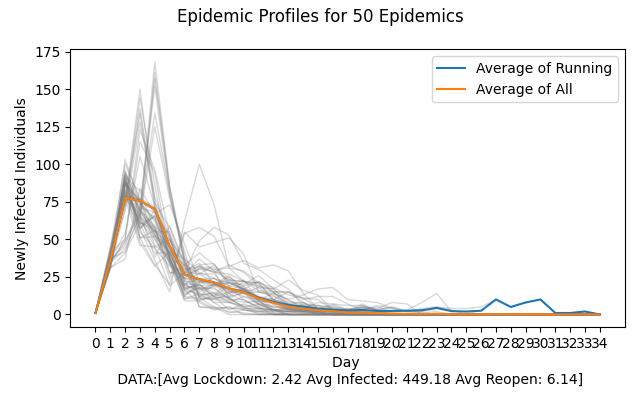 Epidemic Profiles for 50 Epidemics
175
150
125
100
75
50
25
0
Newly Infected Individuals
Average of Running
Average of All
0 1 2 3 4 5 6 7 8 9 10 11 12 13 14 15 16 17 18 19 20 21 22 23 24 25 26 27 28 29 30 31 32 33 34
Day
DATA:[Avg Lockdown: 2.42 Avg Infected: 449.18 Avg Reopen: 6.14]